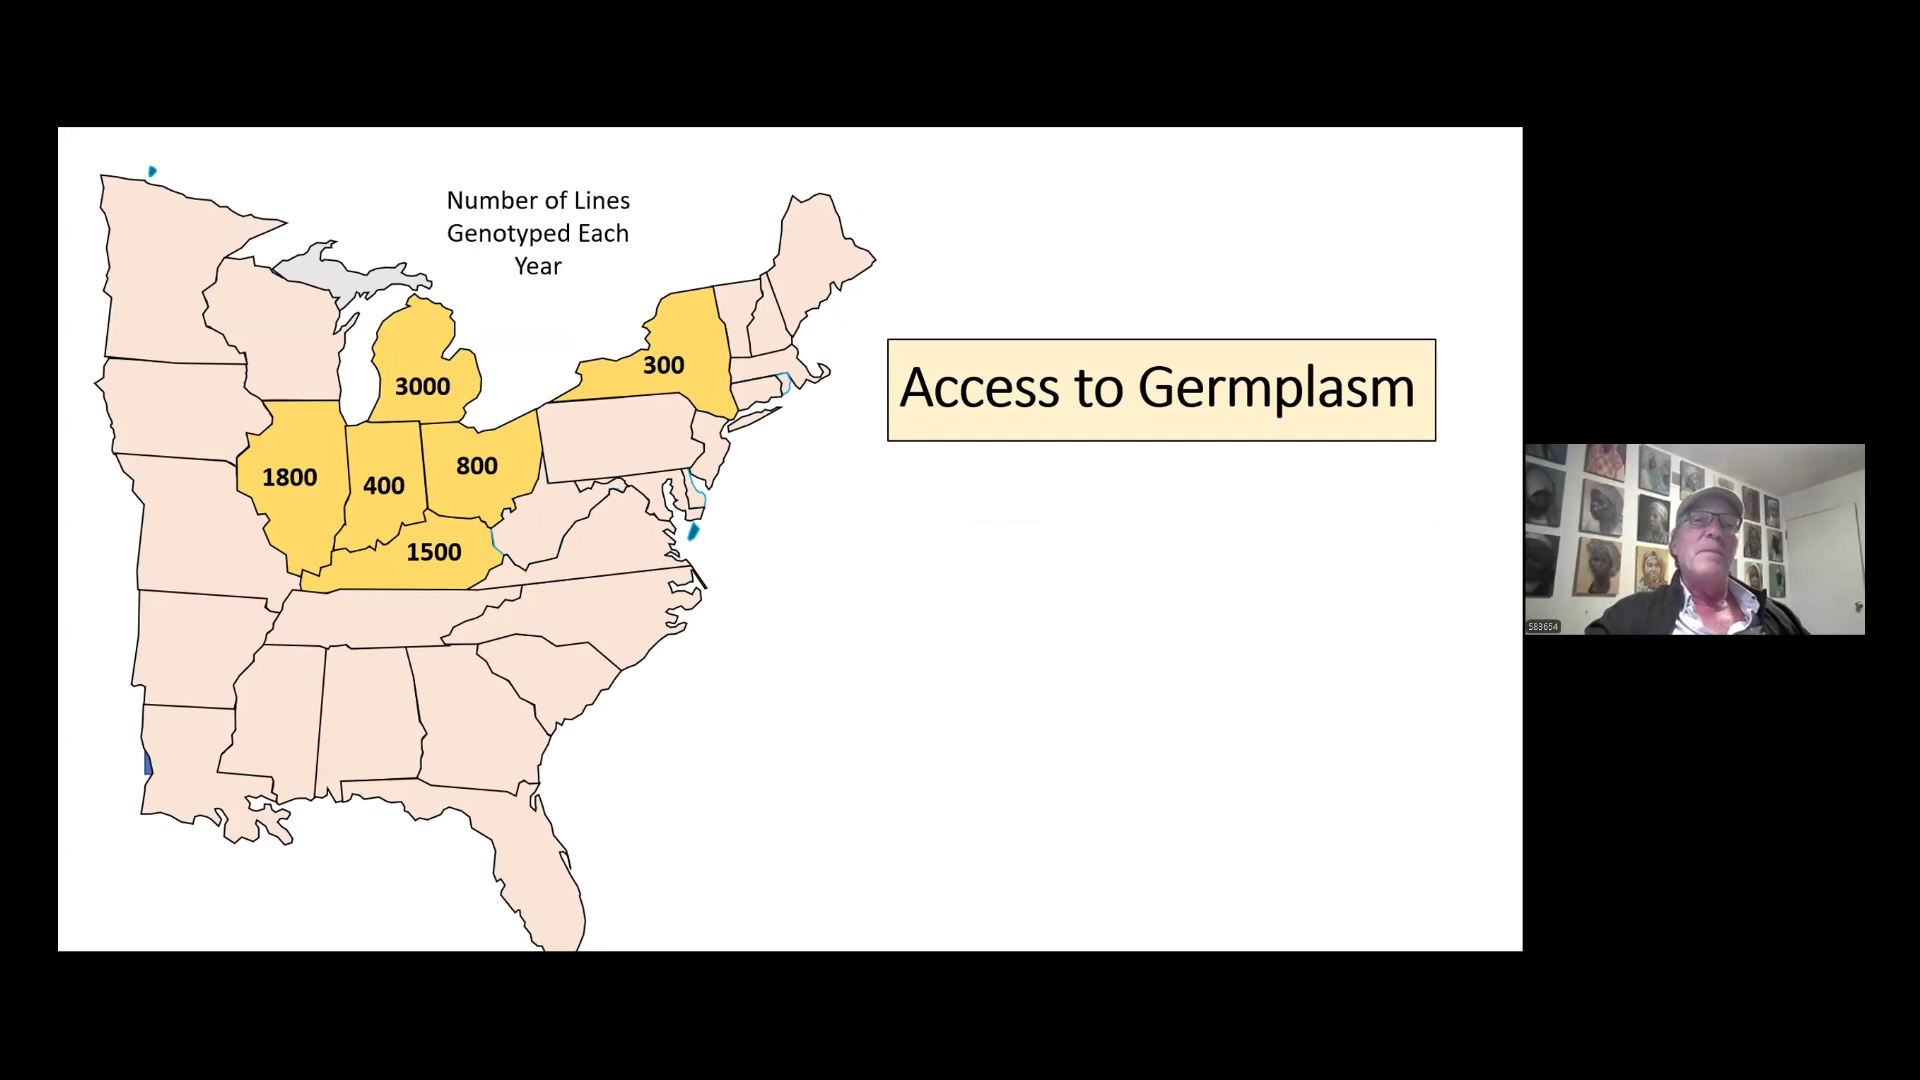 Number of Lines
Genotyped Each
Year
300
3000
Access to Germplasm
1800
400
800
1500
583654